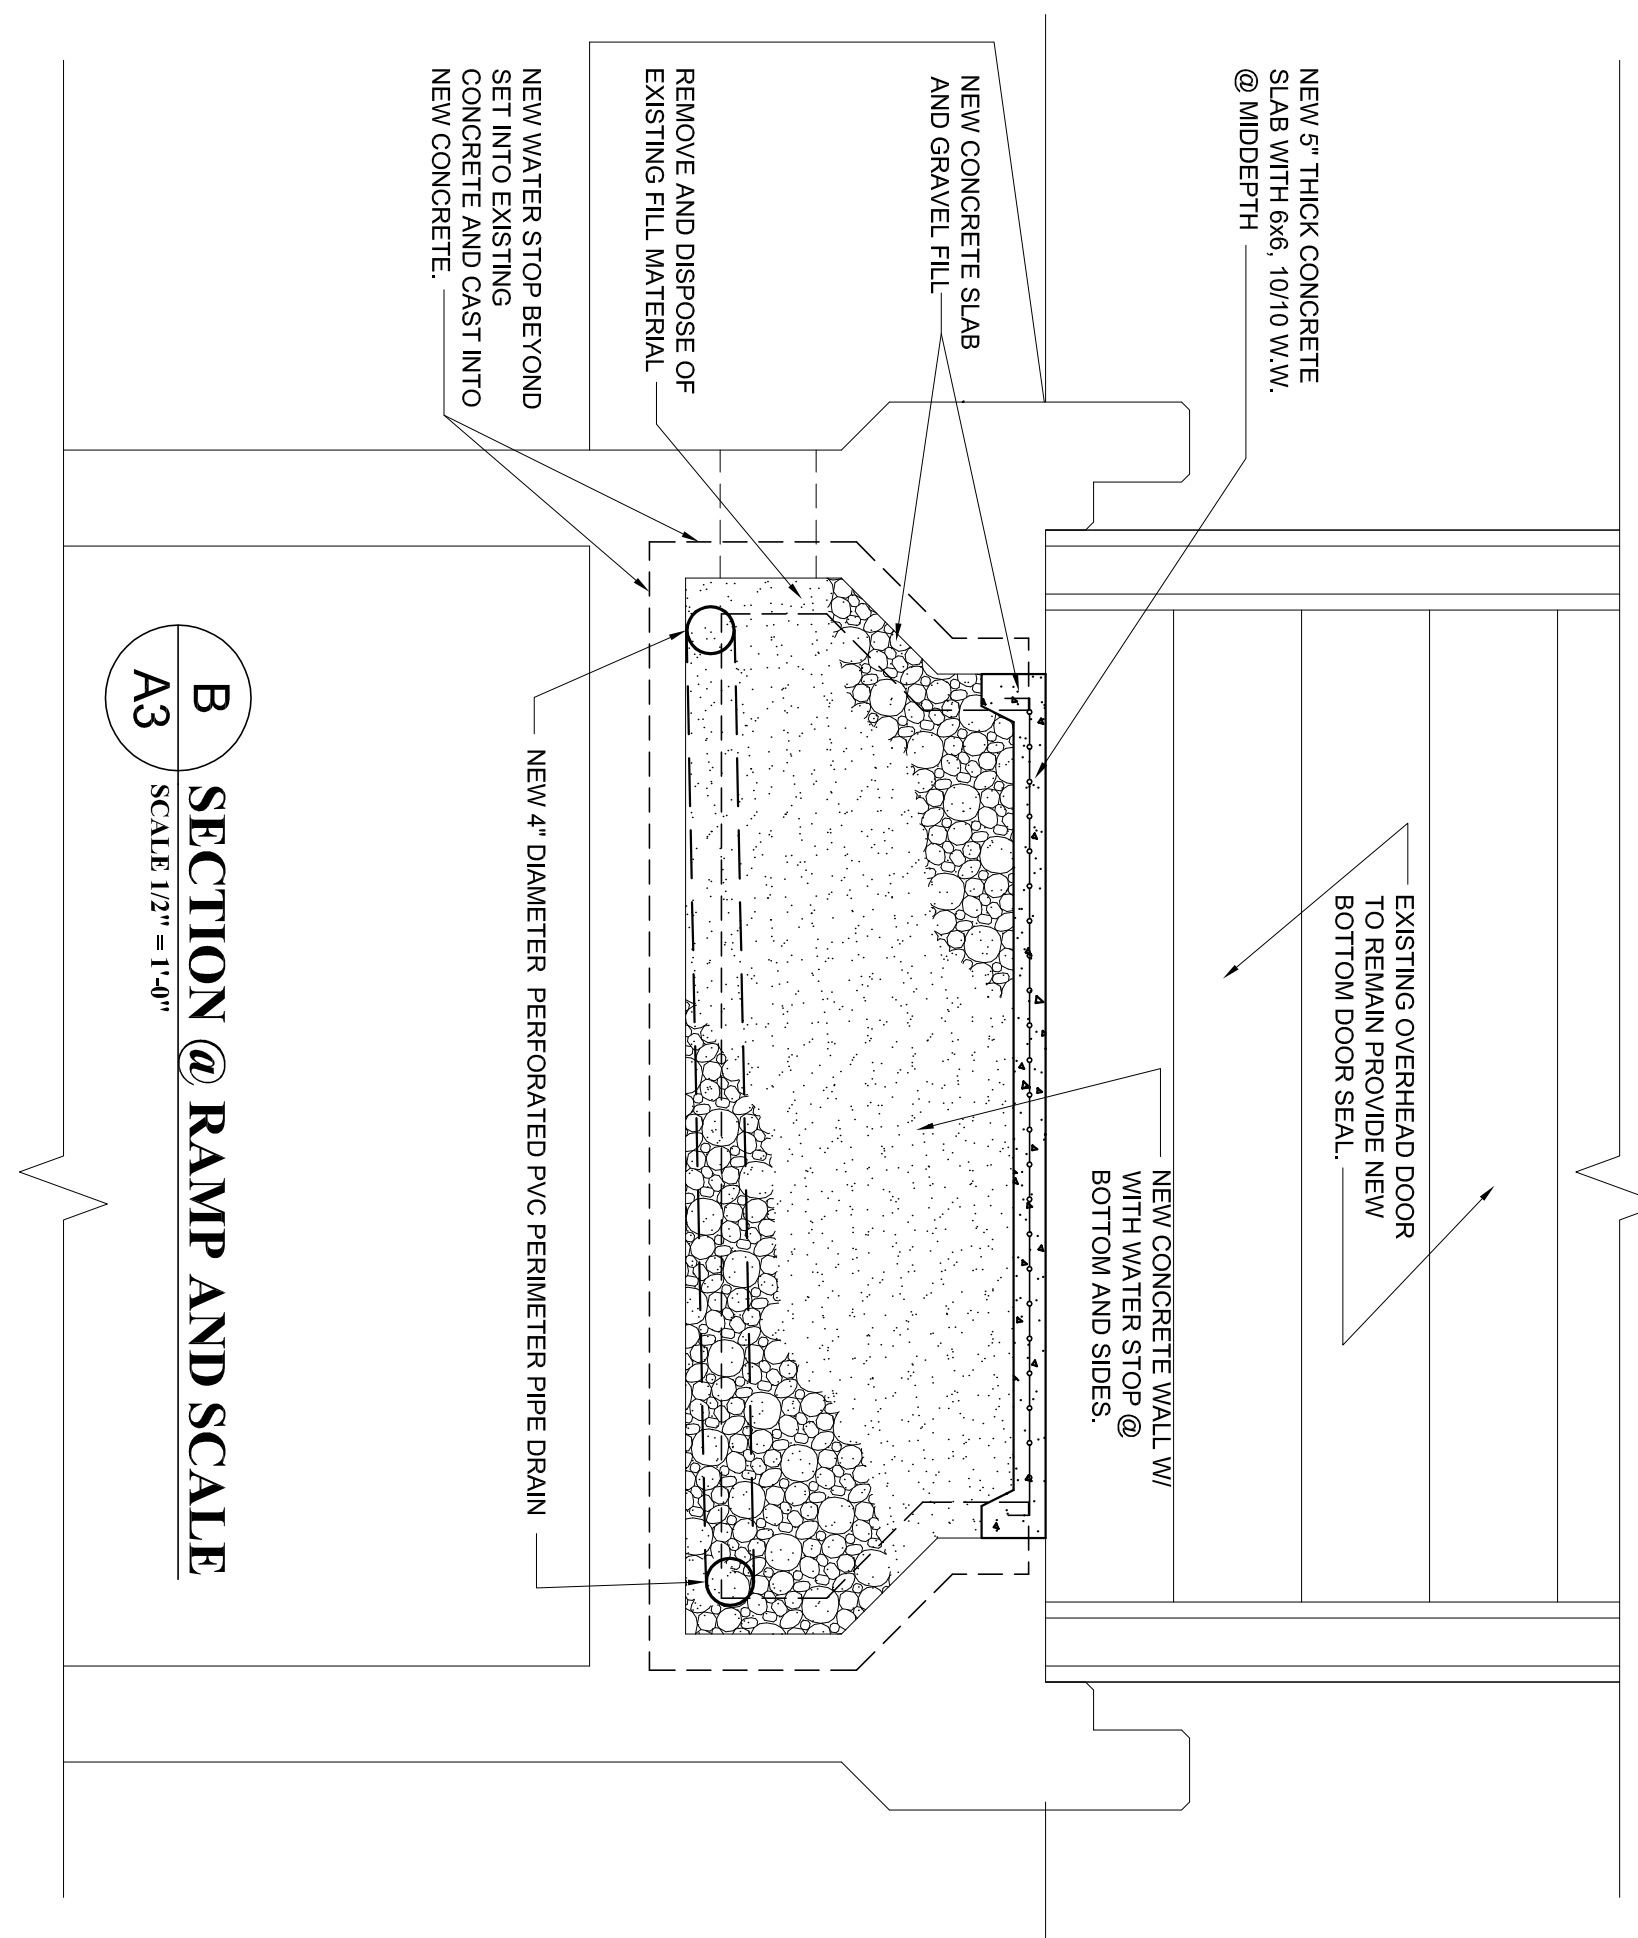 NEW 5" THICK CONCRETE
SLAB WITH 6x6, 10/10 W.W.
@ MIDDEPTH
EXISTING OVERHEAD DOOR
TO REMAIN PROVIDE NEW
BOTTOM DOOR SEAL.
NEW CONCRETE WALL W/
WITH WATER STOP @
BOTTOM AND SIDES.
NEW CONCRETE SLAB
AND GRAVEL FILL
REMOVE AND DISPOSE OF
EXISTING FILL MATERIAL
NEW WATER STOP BEYOND
SET INTO EXISTING
CONCRETE AND CAST INTO
NEW CONCRETE.
NEW 4" DIAMETER PERFORATED PVC PERIMETER PIPE DRAIN
B
A3
SECTION @ RAMP AND SCALE
SCALE 1/2" = 1'-0"